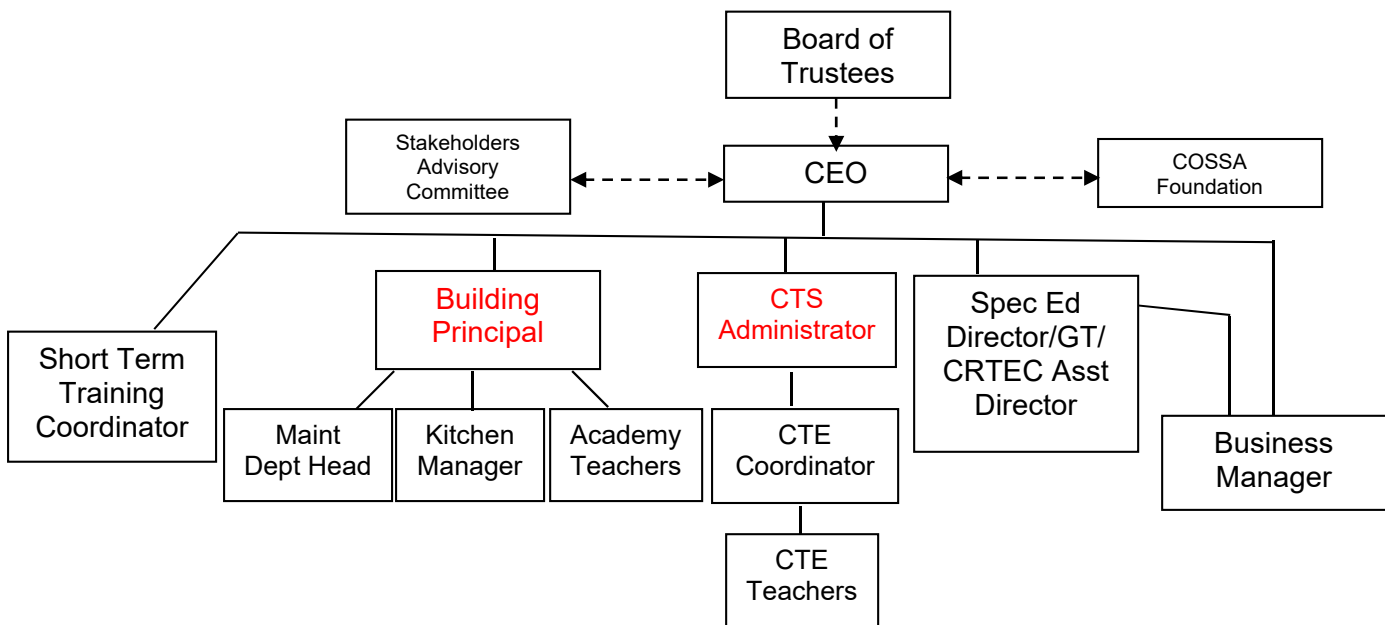 Board of
Trustees
Stakeholders
Advisory
Committee
CEO
COSSA
Foundation
Building
Principal
CTS
Administrator
Spec Ed
Director/GT/
CRTEC Asst
Director
Short Term
Training
Coordinator
Maint
Dept Head
Kitchen
Manager
Academy
Teachers
CTE
Coordinator
Business
Manager
CTE
Teachers